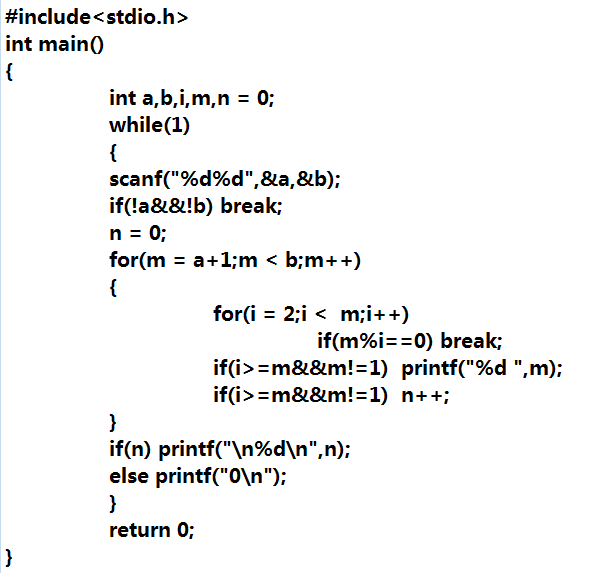 #include<stdio.h>
int main()
{
int a,b,i,m,n = 0;
while(1)
{
scanf("%d%d",&a,&b);
if(!a&&!b) break;
n = 0;
for(m = a+1;m < b;m++)
{
for(i = 2;i <  m;i++)
if(m%i==0) break;
if(i>=m&&m!=1)  printf("%d ",m);
if(i>=m&&m!=1)  n++;
}
if(n) printf("\n%d\n",n);
else printf("0\n");
}
return 0;
}